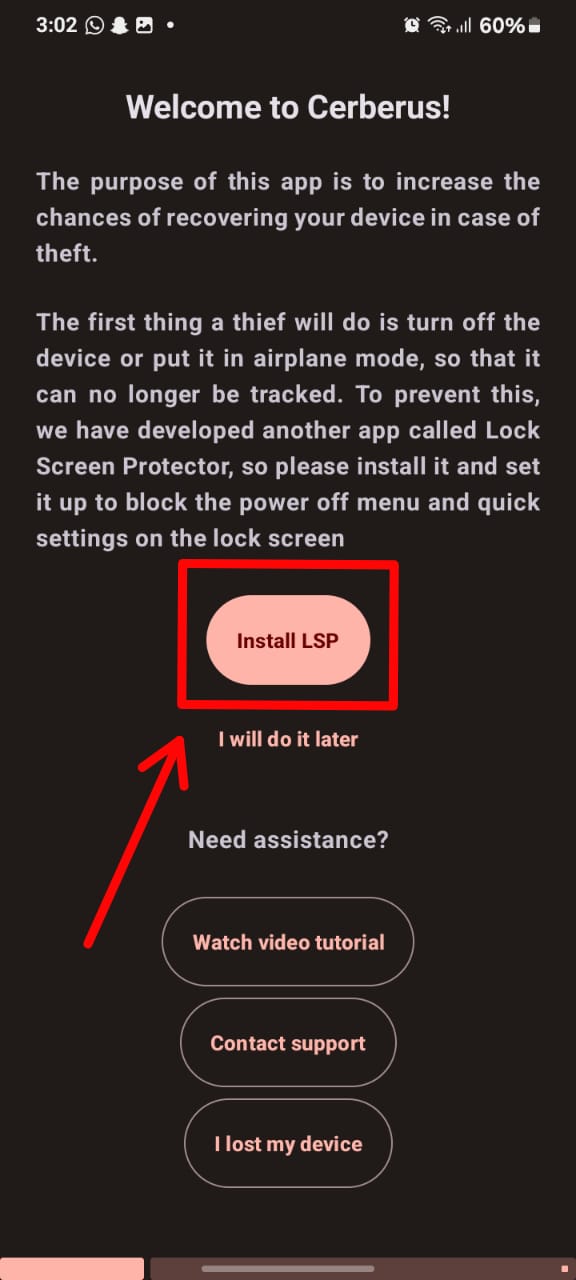 3:02 60%
Welcome to Cerberus!
The purpose of this app is to increase the
chances of recovering your device in case of
theft.
The first thing a thief will do is turn off the
device or put it in airplane mode, so that it
can no longer be tracked. To prevent this,
we have developed another app called Lock
Screen Protector, so please install it and set
it up to block the power off menu and quick
settings on the lock screen
Install LSP
I will do it later
Need assistance?
Watch video tutorial
Contact support
I lost my device